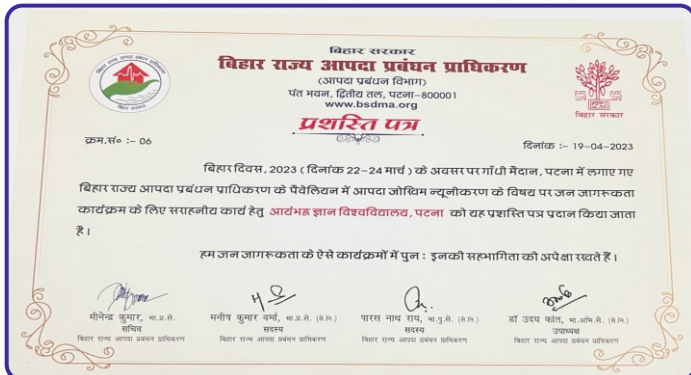 बिहार सरकार
बिहार राज्य आपदा प्रबंधन प्राधिकरण
(आपदा प्रबंधन विभाग)
पंत भवन, द्वितीय तल, पटना-800001
www.bsdma.org
बिहार सरकार
प्रशस्ति पत्र
क्रम.सं० :- 06
दिनांक :- 19-04-2023
बिहार दिवस, 2023 (दिनांक 22-24 मार्च) के अवसर पर गाँधी मैदान, पटना में लगाए गए
बिहार राज्य आपदा प्रबंधन प्राधिकरण के पैवेलियन में आपदा जोखिम न्यूनीकरण के विषय पर जन जागरूकता
कार्यक्रम के लिए सराहनीय कार्य हेतु आर्यभट्ट ज्ञान विश्वविद्यालय, पटना को यह प्रशस्ति पत्र प्रदान किया जाता
है।
हम जन जागरूकता के ऐसे कार्यक्रमों में पुन: इनकी सहभागिता की अपेक्षा रखते हैं।
मीनेन्द्र कुमार, भा.प्र.से.
सचिव
बिहार राज्य आपदा प्रबंधन प्राधिकरण
मनीष कुमार वर्मा, भा.प्र.से. (से.नि.)
सदस्य
बिहार राज्य आपदा प्रबंधन प्राधिकरण
पारस नाथ राय, भा.पु.से. (से.नि.)
सदस्य
बिहार राज्य आपदा प्रबंधन प्राधिकरण
डॉ उदय कांत, भा.अभि.से. (से.नि.)
उपाध्यक्ष
बिहार राज्य आपदा प्रबंधन प्राधिकरण